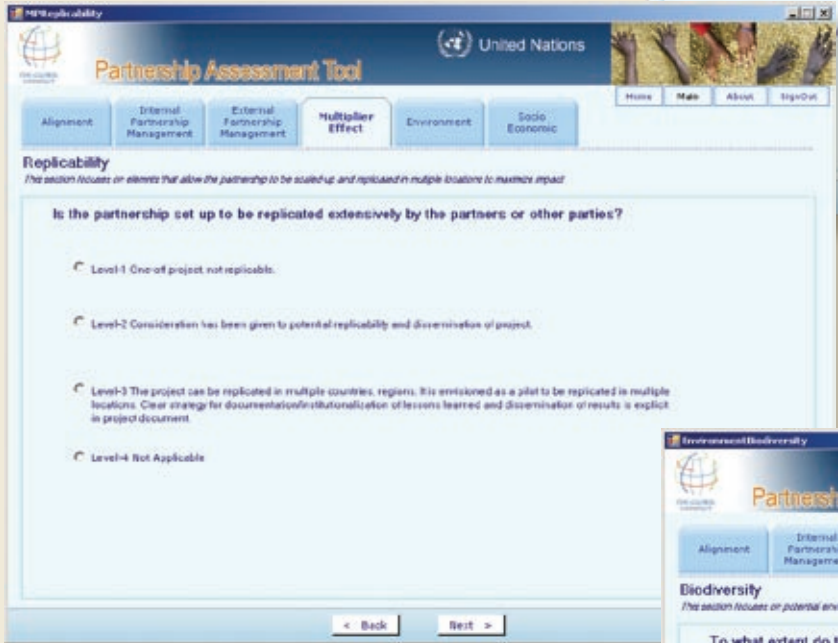 MPReplicability
United Nations
Partnership Assessment Tool
Home Main About SignOut
Alignment
Internal Partnership Management
External Partnership Management
Multiplier Effect
Environment
Socio Economic
Replicability
This section focuses on elements that allow the partnership to be scaled up and replicated in multiple locations to maximize impact
Is the partnership set up to be replicated extensively by the partners or other parties?
Level-1 One-off project, not replicable.
Level-2 Consideration has been given to potential replicability and dissemination of project.
Level-3 The project can be replicated in multiple countries, regions. It is envisioned as a pilot to be replicated in multiple
locations. Clear strategy for documentation/institutionalization of lessons learned and dissemination of results is explicit
in project document
Level-4 Not Applicable
< Back Next >
EnvironmentBiodiversity
Partnersh
Alignment
Internal
Partnersh
Manageme
Biodiversity
This section focuses on potential env
To what extent do